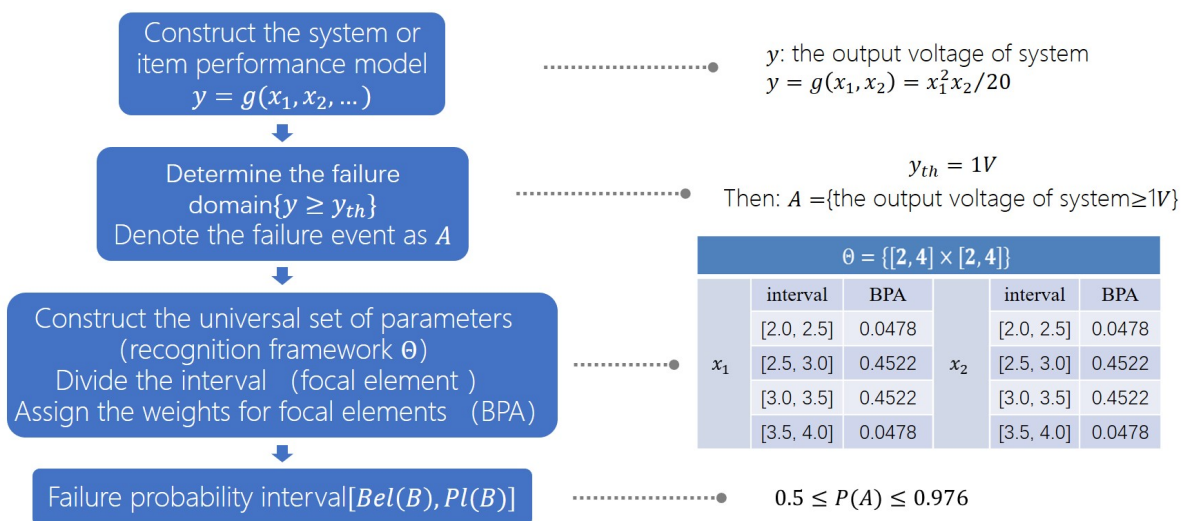 Construct the system or
item performance model
y = g(x₁, x₂, …)
y: the output voltage of system
y = g(x₁, x₂) = x₁²x₂/20
Determine the failure
domain{y ≥ yₜₕ}
Denote the failure event as A
yₜₕ = 1V
Then: A ={the output voltage of system≥1V}
Construct the universal set of parameters
(recognition framework Θ)
Divide the interval (focal element )
Assign the weights for focal elements (BPA)
Θ = {[2, 4] × [2, 4]}
interval BPA interval BPA
[2.0, 2.5] 0.0478 [2.0, 2.5] 0.0478
x₁ [2.5, 3.0] 0.4522 x₂ [2.5, 3.0] 0.4522
[3.0, 3.5] 0.4522 [3.0, 3.5] 0.4522
[3.5, 4.0] 0.0478 [3.5, 4.0] 0.0478
Failure probability interval[Bel(B), Pl(B)]
0.5 ≤ P(A) ≤ 0.976